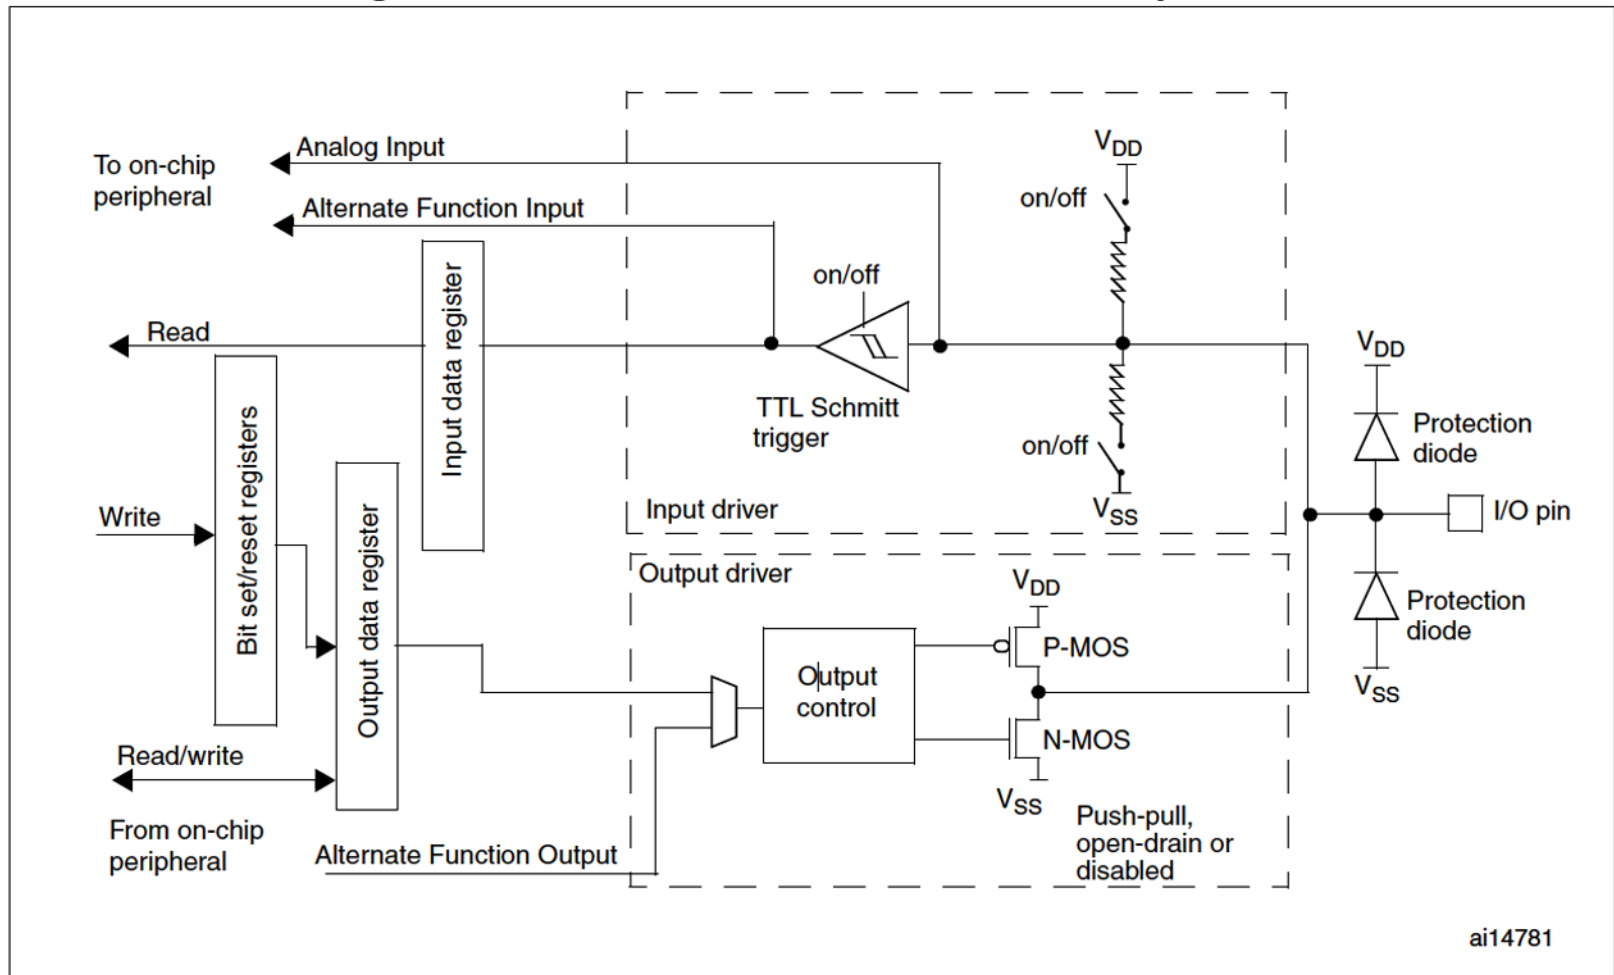 Analog Input
To on-chip
peripheral
Alternate Function Input
on/off
VDD
on/off
Read
Input data register
TTL Schmitt
trigger
on/off
VSS
Input driver
VDD
Protection
diode
I/O pin
Protection
diode
VSS
Write
Bit set/reset registers
Output data register
Output driver
VDD
P-MOS
Output
control
N-MOS
VSS
Push-pull,
open-drain or
disabled
Read/write
From on-chip
peripheral
Alternate Function Output
ai14781